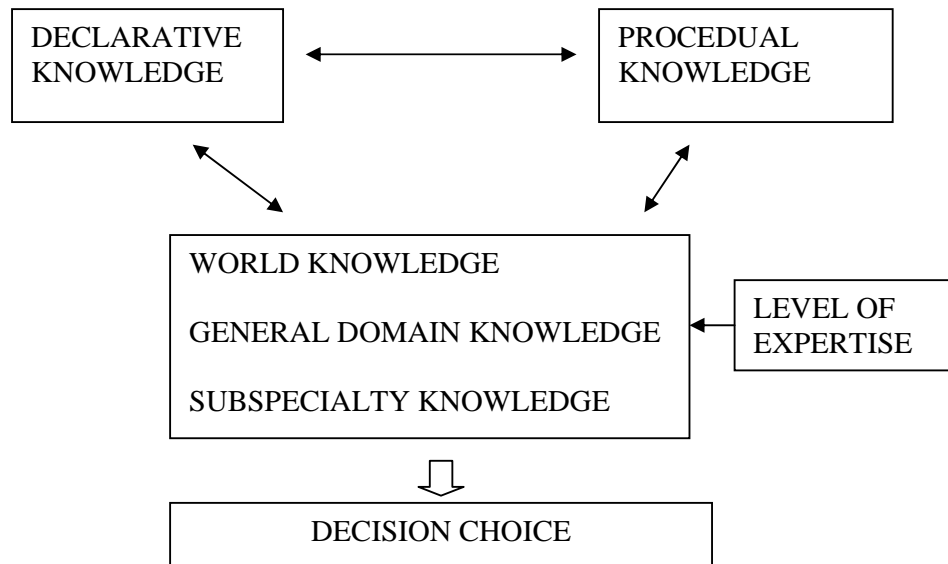 DECLARATIVE
KNOWLEDGE
PROCEDUAL
KNOWLEDGE
WORLD KNOWLEDGE
GENERAL DOMAIN KNOWLEDGE
SUBSPECIALTY KNOWLEDGE
LEVEL OF
EXPERTISE
DECISION CHOICE